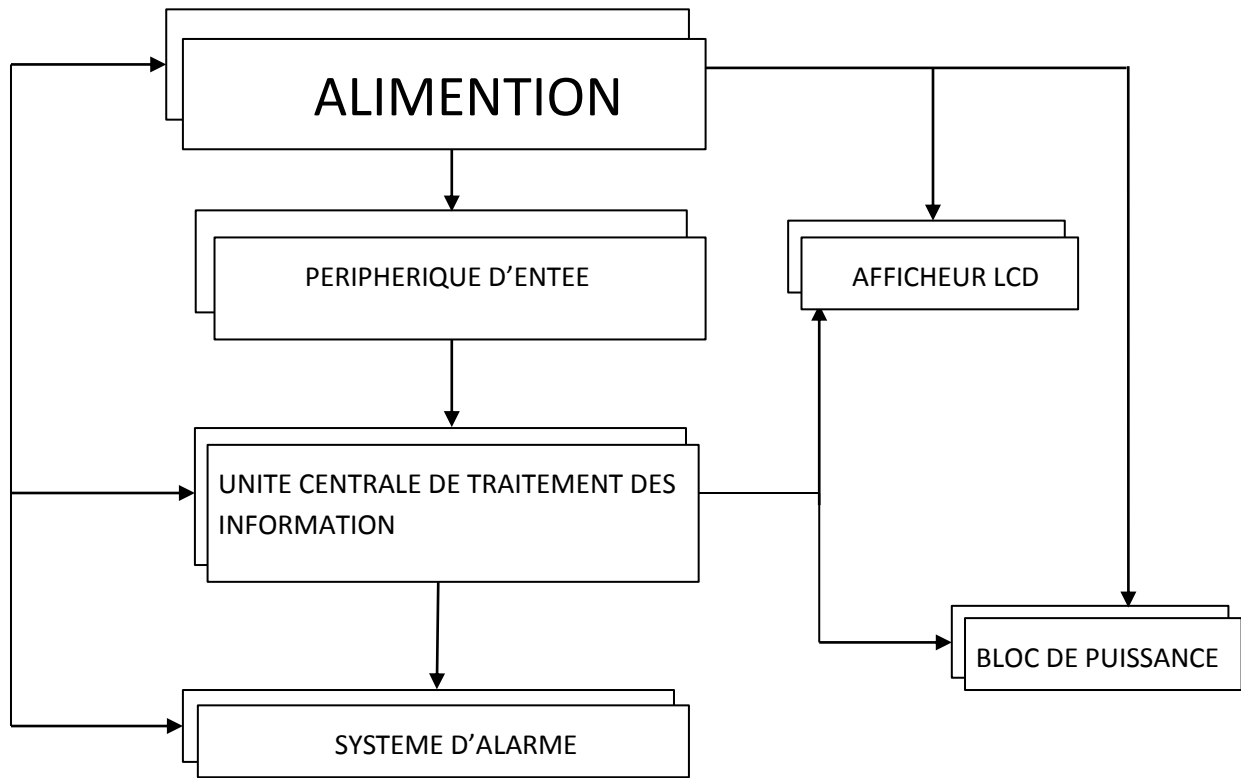 ALIMENTION
PERIPHERIQUE D’ENTEE
AFFICHEUR LCD
UNITE CENTRALE DE TRAITEMENT DES
INFORMATION
BLOC DE PUISSANCE
SYSTEME D’ALARME